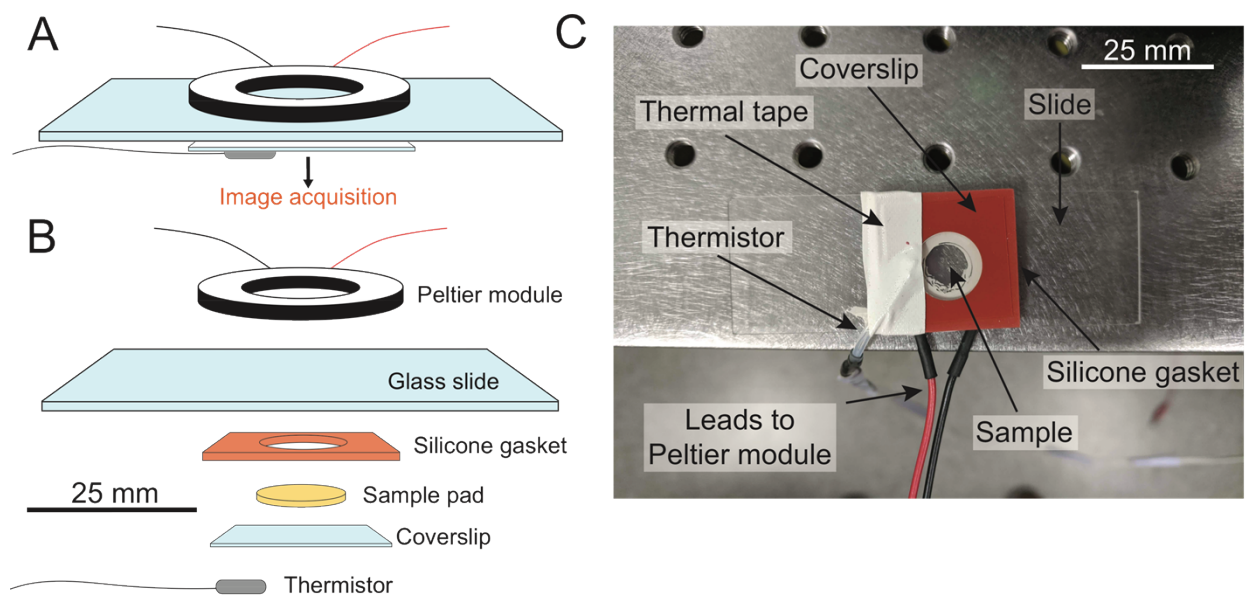 A
Image acquisition
B
Peltier module
Glass slide
Silicone gasket
25 mm
Sample pad
Coverslip
Thermistor
C
25 mm
Coverslip
Thermal tape
Slide
Thermistor
Silicone gasket
Leads to
Peltier module
Sample